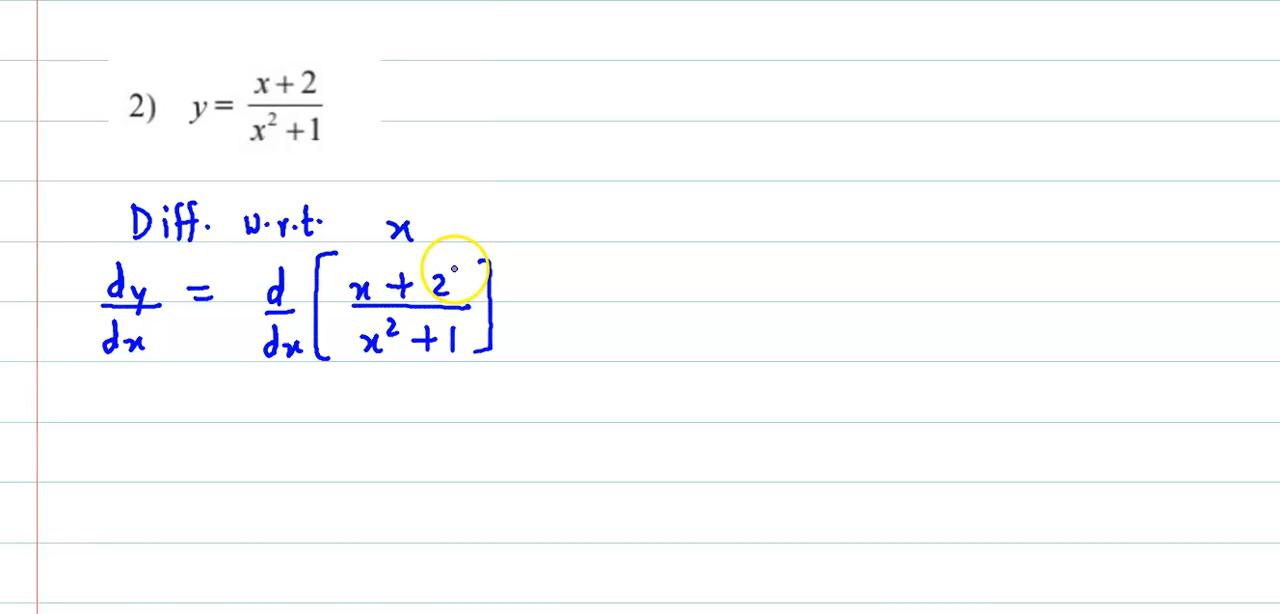 2) y = (x + 2)/(x² + 1)
Diff. w.r.t. x
dy/dx = d/dx [(x + 2)/(x² + 1)]